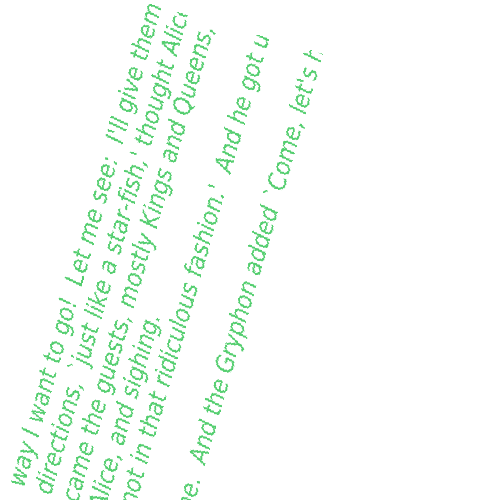 way I want to go!  Let me see:  I'll give them
directions, `just like a star-fish,' thought Alice
came the guests, mostly Kings and Queens,
Alice, and sighing.
not in that ridiculous fashion.'  And he got
And the Gryphon added `Come, let's